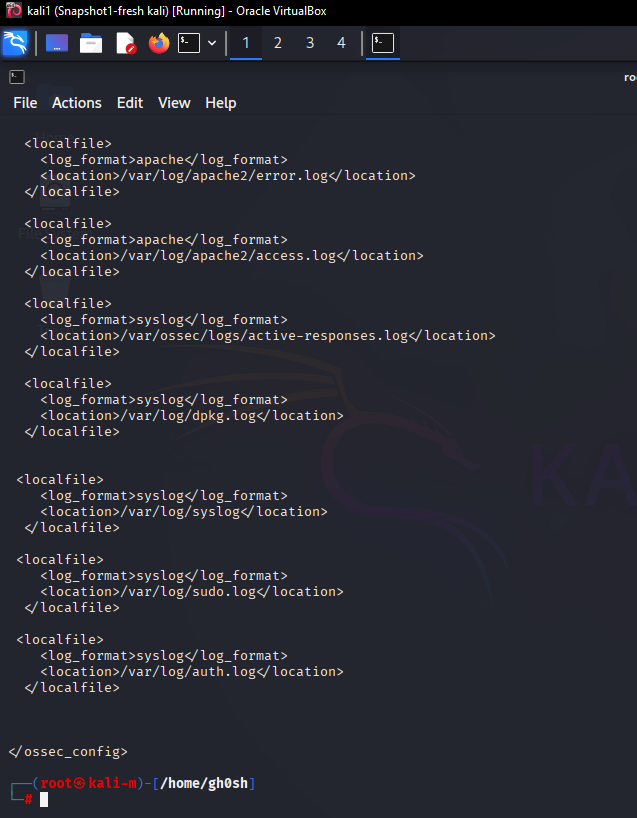 kali1 (Snapshot1-fresh kali) [Running] - Oracle VirtualBox
1 2 3 4
File Actions Edit View Help
<localfile>
<log_format>apache</log_format>
<location>/var/log/apache2/error.log</location>
</localfile>
<localfile>
<log_format>apache</log_format>
<location>/var/log/apache2/access.log</location>
</localfile>
<localfile>
<log_format>syslog</log_format>
<location>/var/ossec/logs/active-responses.log</location>
</localfile>
<localfile>
<log_format>syslog</log_format>
<location>/var/log/dpkg.log</location>
</localfile>
<localfile>
<log_format>syslog</log_format>
<location>/var/log/syslog</location>
</localfile>
<localfile>
<log_format>syslog</log_format>
<location>/var/log/sudo.log</location>
</localfile>
<localfile>
<log_format>syslog</log_format>
<location>/var/log/auth.log</location>
</localfile>
</ossec_config>
┌──(root㉿kali-m)-[/home/gh0sh]
└─#